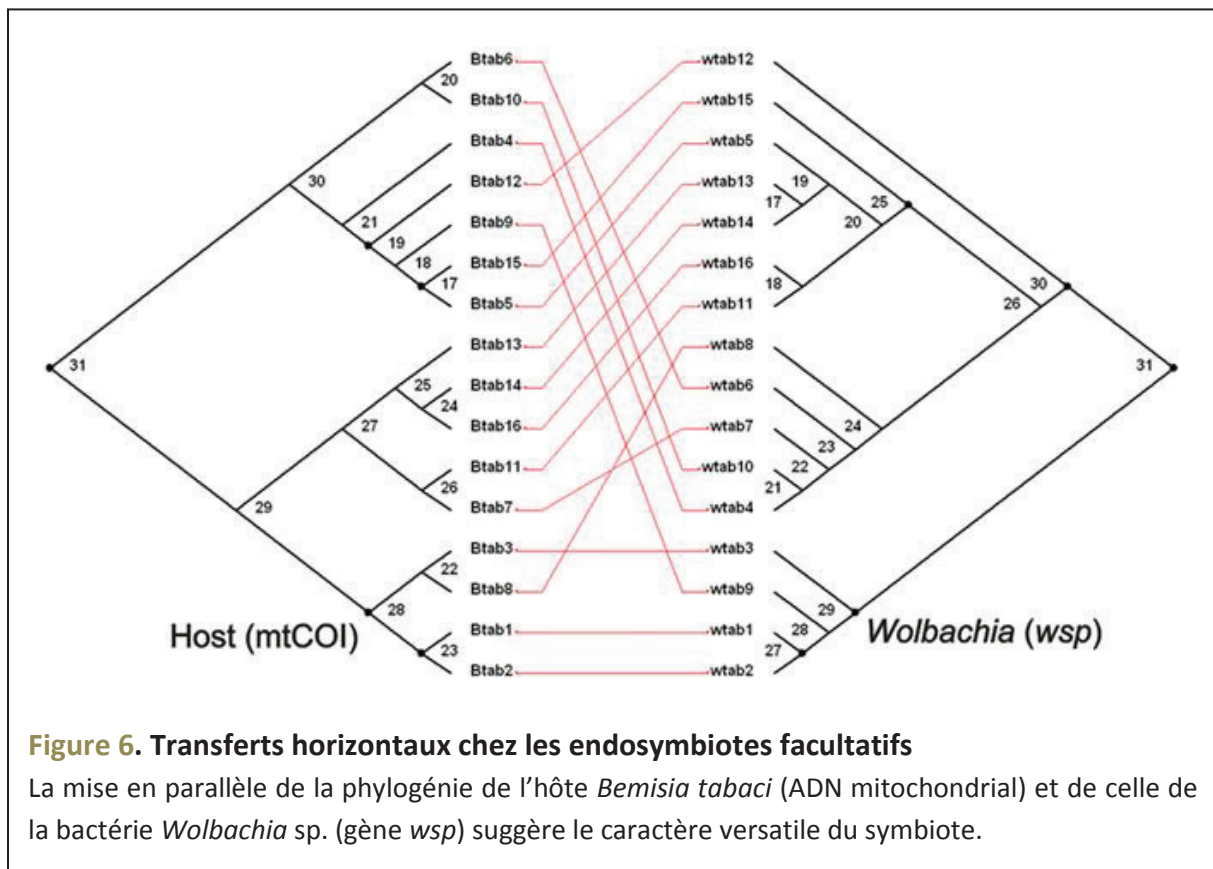 Btab6
Btab10
Btab4
Btab12
Btab9
Btab15
Btab5
Btab13
Btab14
Btab16
Btab11
Btab7
Btab3
Btab8
Btab1
Btab2
20
30
21
19
18
17
31
25
24
27
26
29
22
28
23
Host (mtCOI)
wtab12
wtab15
wtab5
wtab13
wtab14
wtab16
wtab11
wtab8
wtab6
wtab7
wtab10
wtab4
wtab3
wtab9
wtab1
wtab2
19
17
25
20
18
30
26
31
24
23
22
21
29
28
27
Wolbachia (wsp)
Figure 6. Transferts horizontaux chez les endosymbiotes facultatifs
La mise en parallèle de la phylogénie de l’hôte Bemisia tabaci (ADN mitochondrial) et de celle de
la bactérie Wolbachia sp. (gène wsp) suggère le caractère versatile du symbiote.